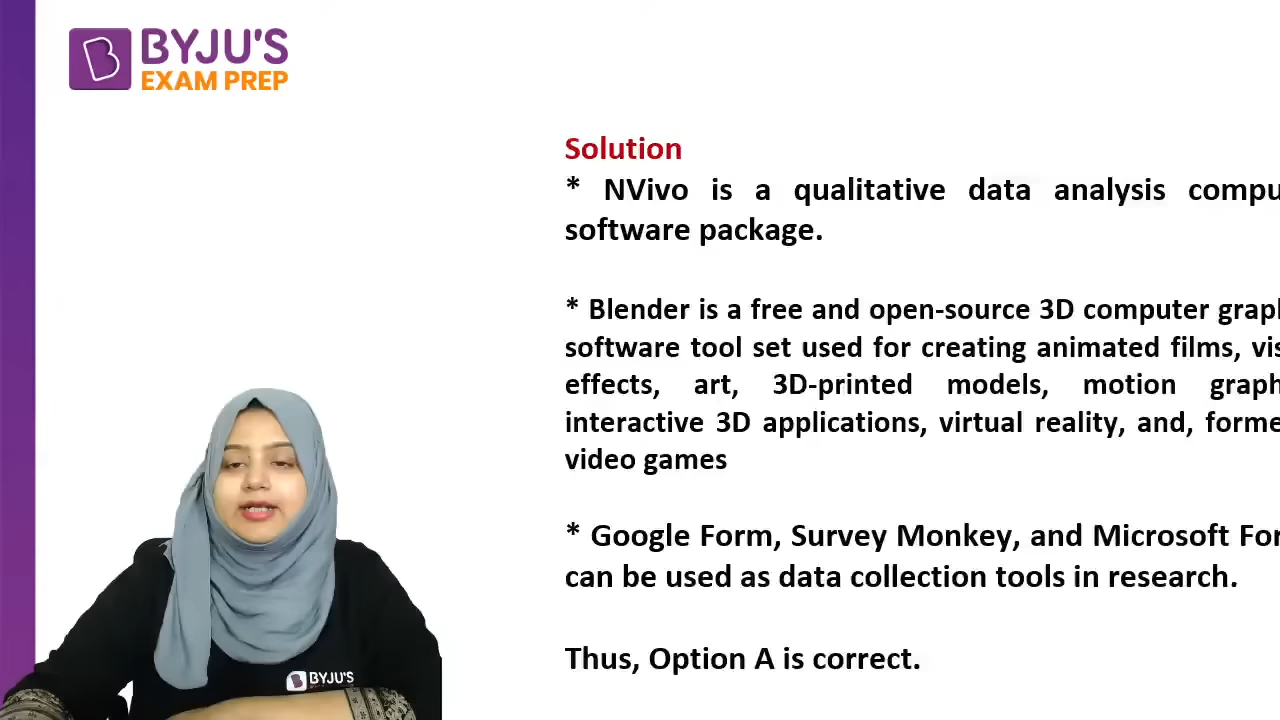 BYJU'S
EXAM PREP
Solution
* NVivo is a qualitative data analysis compu
software package.
* Blender is a free and open-source 3D computer grap
software tool set used for creating animated films, vis
effects, art, 3D-printed models, motion graph
interactive 3D applications, virtual reality, and, forme
video games
* Google Form, Survey Monkey, and Microsoft For
can be used as data collection tools in research.
Thus, Option A is correct.
BYJU'S